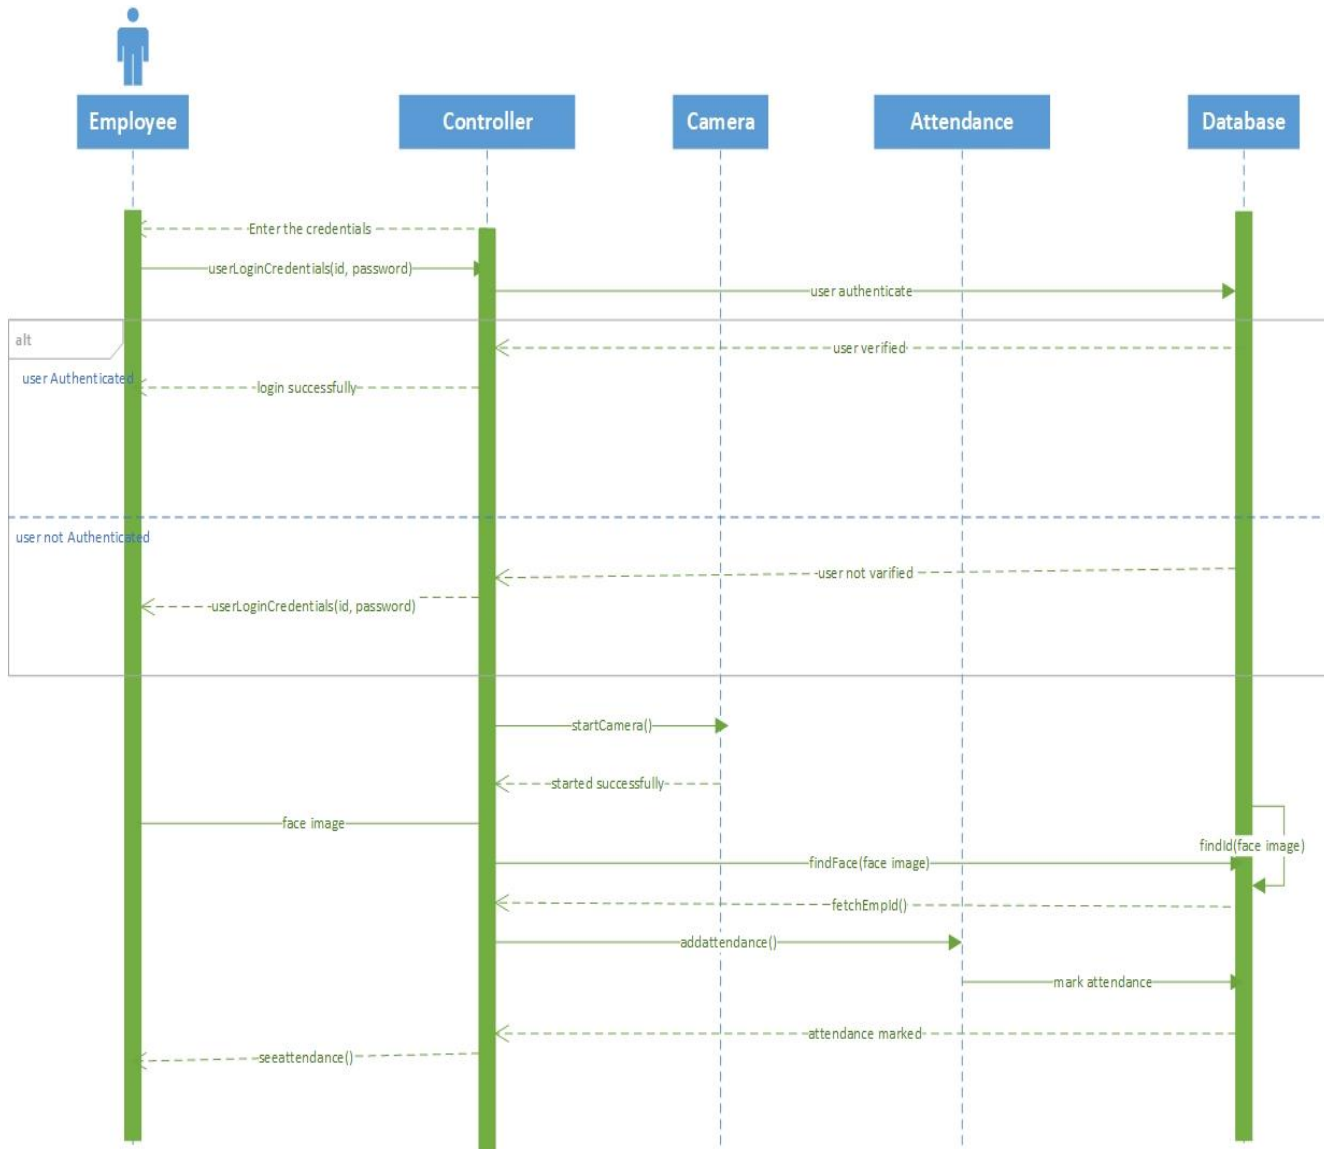 Employee
Controller
Camera
Attendance
Database
Enter the credentials
userLoginCredentials(id, password)
user authenticate
alt
user verified
user Authenticated
login successfully
user not Authenticated
user not varified
userLoginCredentials(id, password)
startCamera()
started successfully
face image
findId(face image)
findFace(face image)
fetchEmpId()
addattendance()
mark attendance
attendance marked
seeattendance()